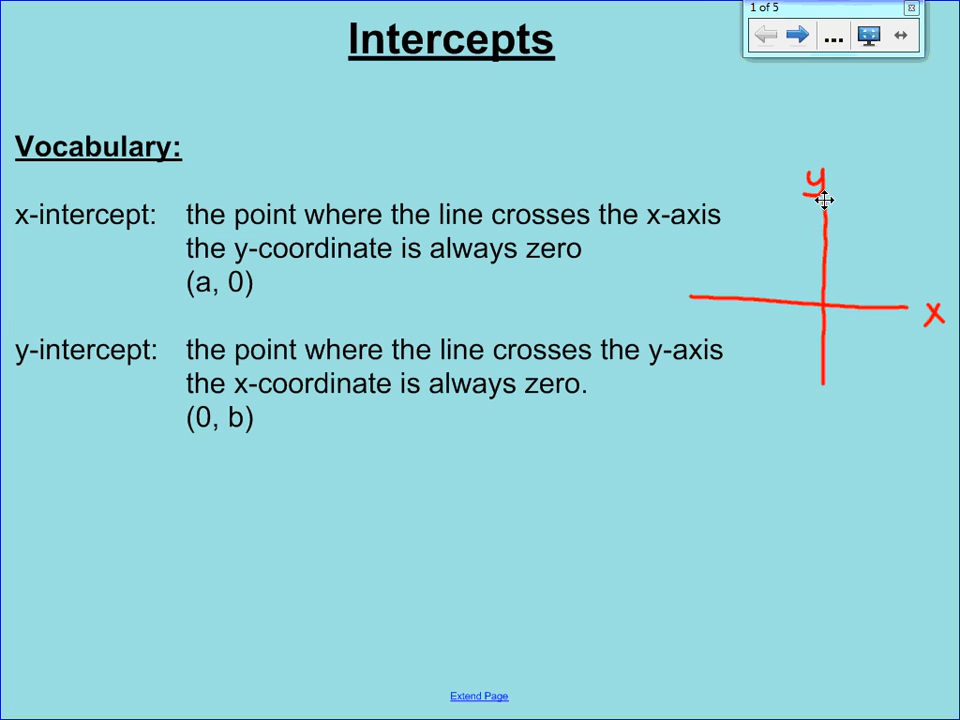 Intercepts
1 of 5
...
Vocabulary:
x-intercept: the point where the line crosses the x-axis
the y-coordinate is always zero
(a, 0)
y-intercept: the point where the line crosses the y-axis
the x-coordinate is always zero.
(0, b)
y
x
Extend Page